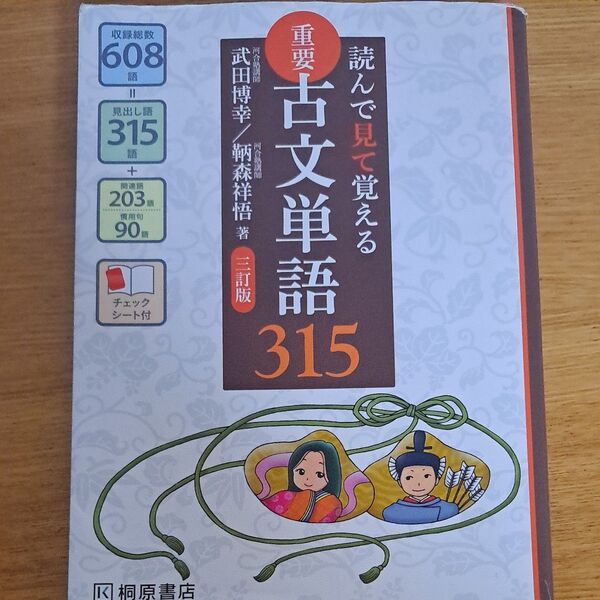 読んで見て覚える
重要
古文単語
315
河合塾講師
武田博幸／鞆森祥悟 著
河合塾講師
三訂版
収録総数
608
語
=
見出し語
315
語
+
関連語
203語
慣用句
90語
チェック
シート付
桐原書店